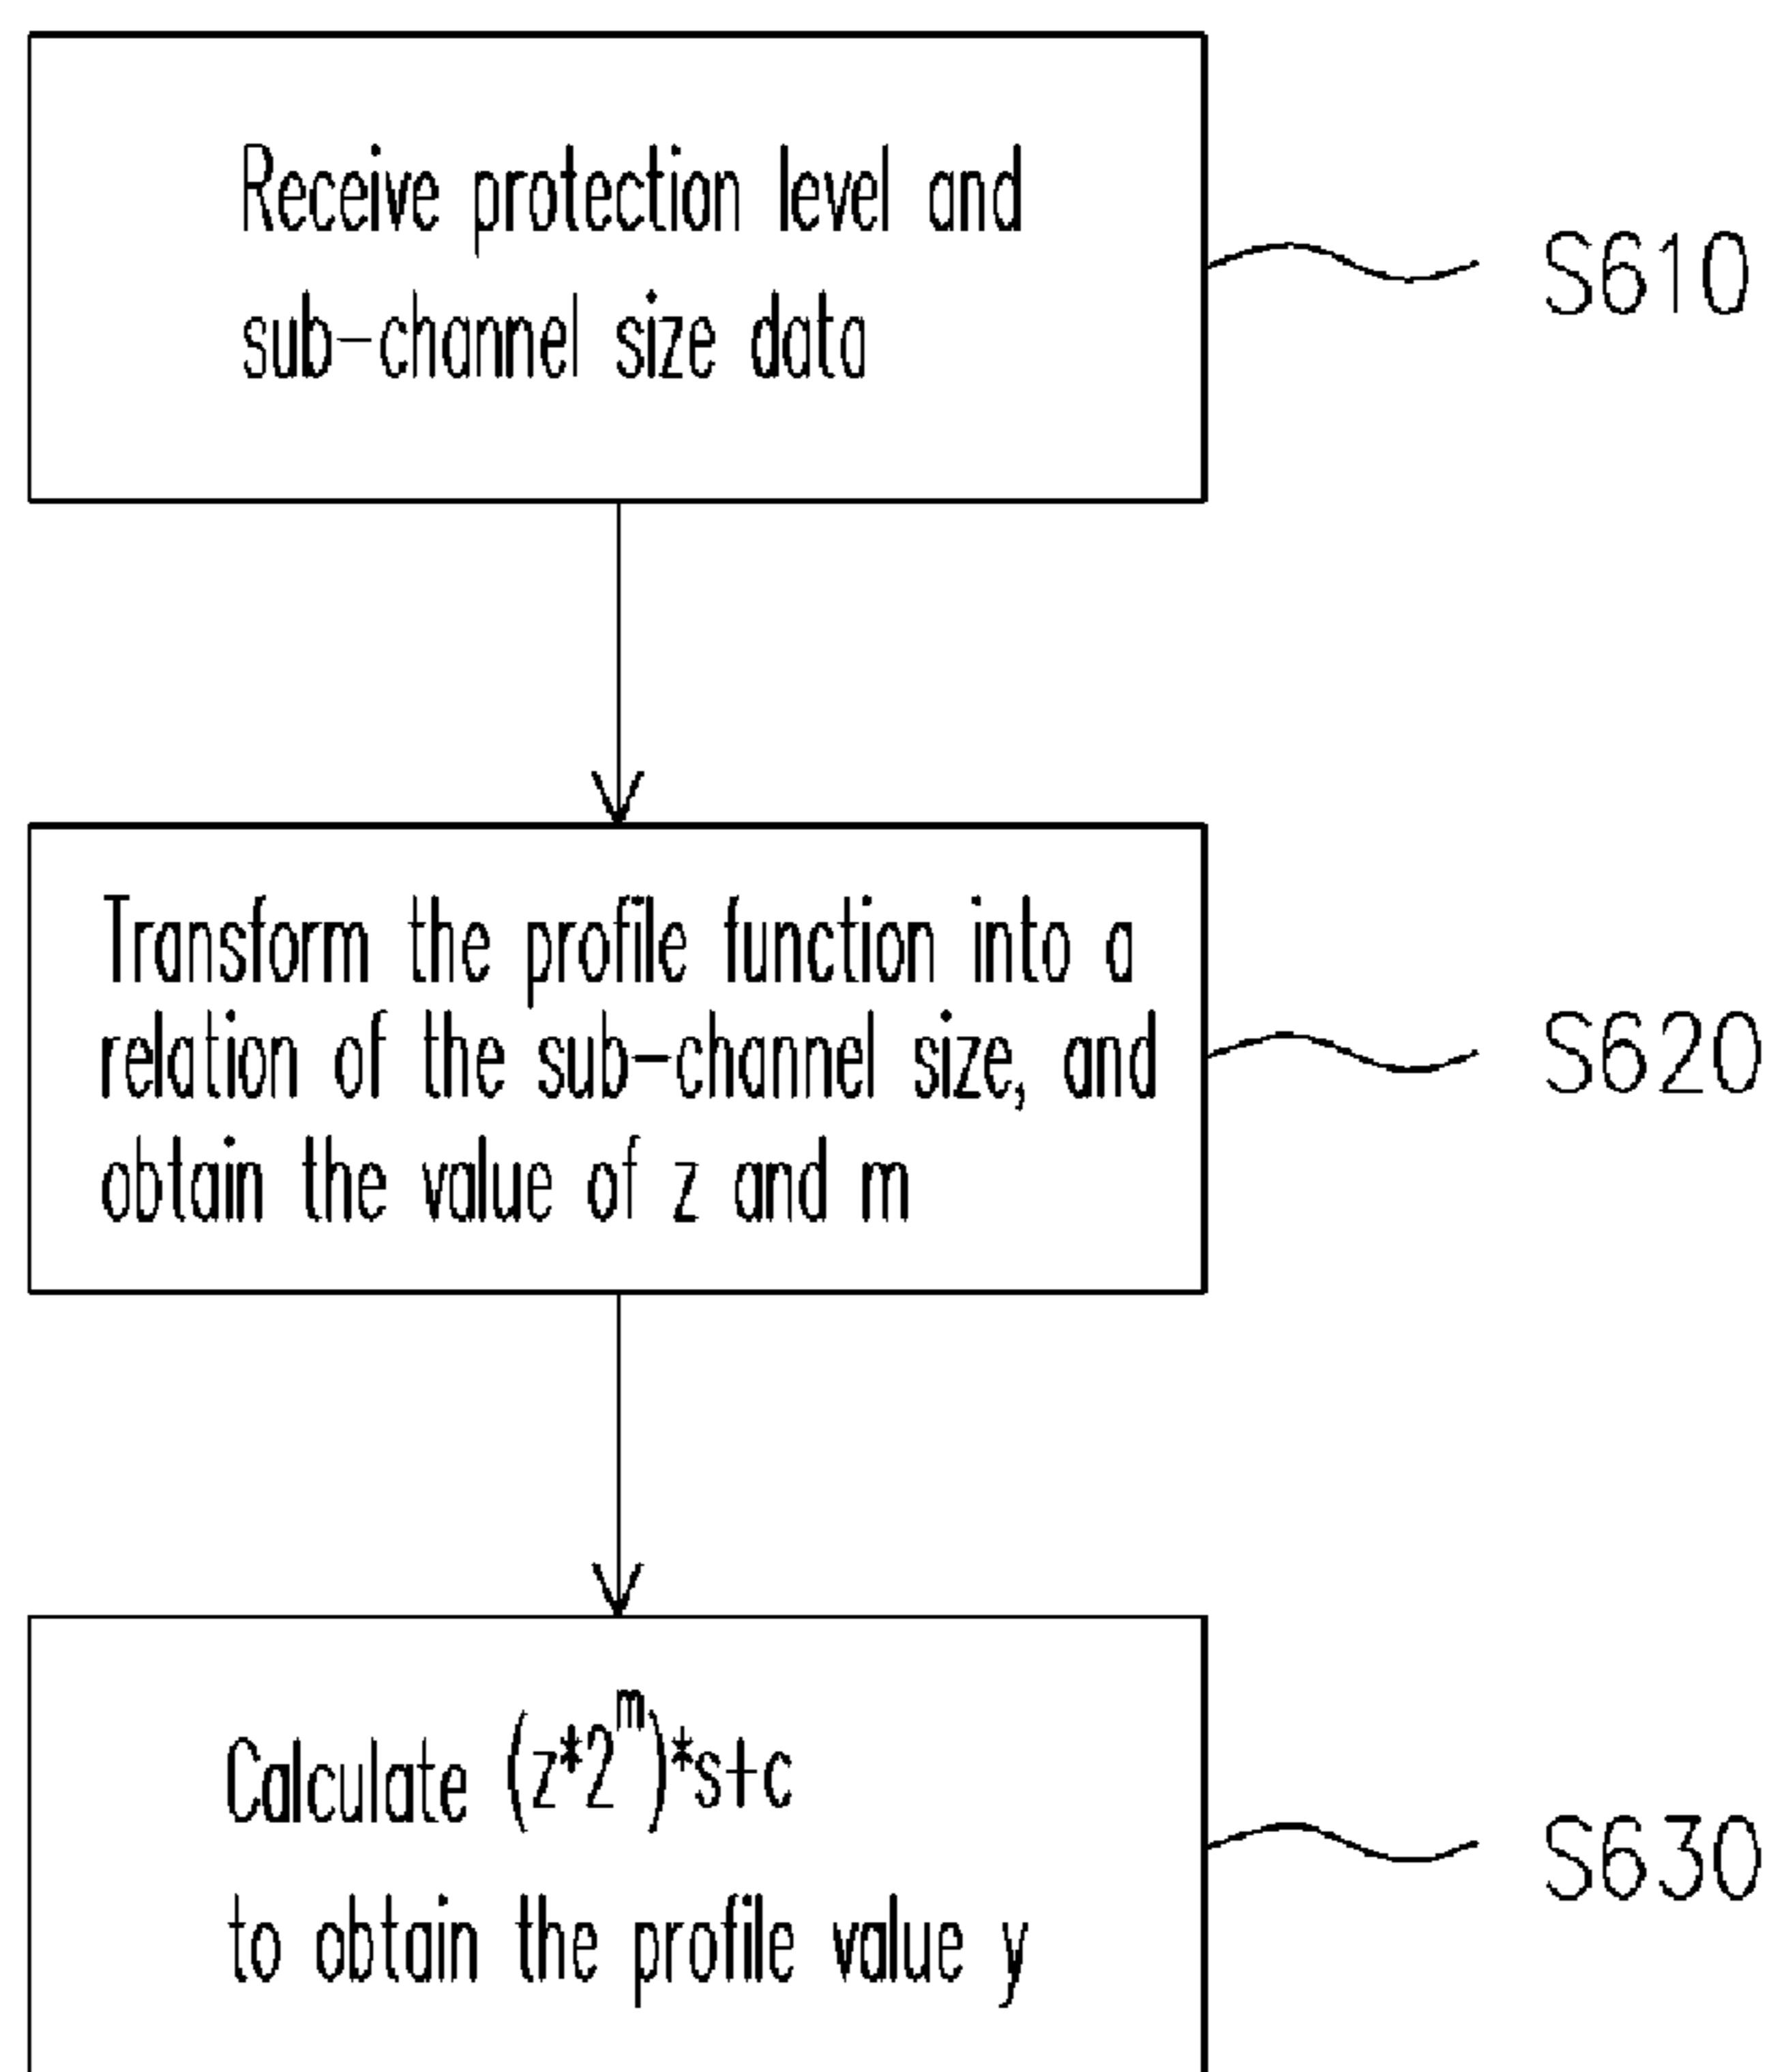 Receive protection level and
sub-channel size data
S610
Transform the profile function into a
relation of the sub-channel size, and
obtain the value of z and m
S620
Calculate (z*2^m)*s+c
to obtain the profile value y
S630